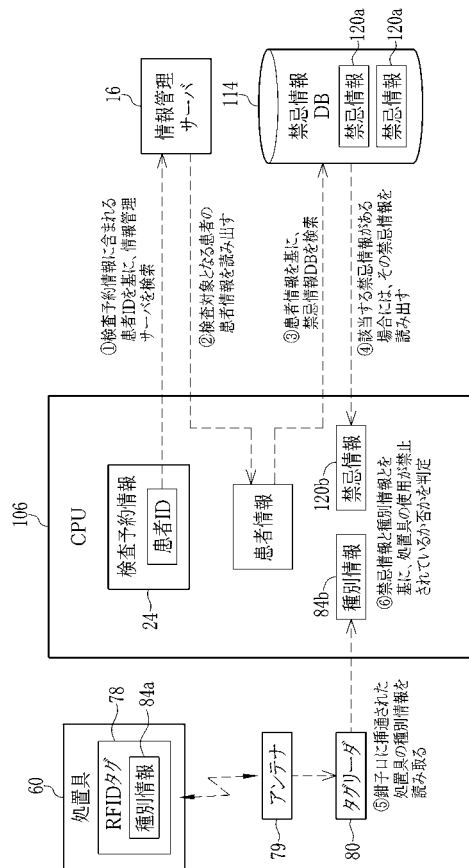 60
処置具
78
RFIDタグ
84a
種別情報
アンテナ
79
タグリーダ
80
⑤鉗子口に挿通された
処置具の種別情報を
読み取る
106
CPU
検査予約情報
患者ID
24
患者情報
84b
種別情報
120b
禁忌情報
⑥禁忌情報と種別情報とを
基に、処置具の使用が禁止
されているか否かを判定
①検査予約情報に含まれる
患者IDを基に、情報管理
サーバを検索
②検査対象となる患者の
患者情報を読み出す
③患者情報を基に、
禁忌情報DBを検索
④該当する禁忌情報がある
場合には、その禁忌情報を
読み出す
16
情報管理
サーバ
114
禁忌情報
DB
120a
禁忌情報
120a
禁忌情報